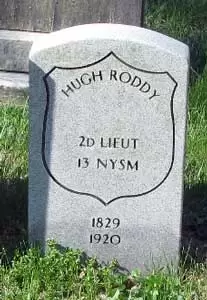 HUGH RODDY
2D LIEUT
13 NYSM
1829
1920